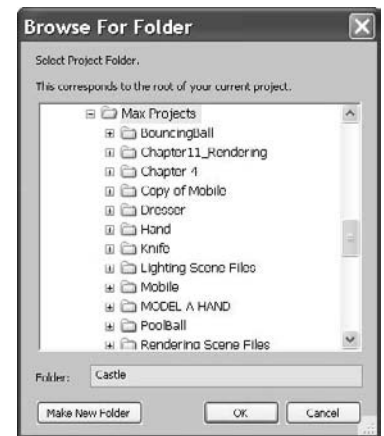 Browse For Folder
Select Project Folder.
This corresponds to the root of your current project.
Max Projects
BouncingBall
Chapter11_Rendering
Chapter 4
Copy of Mobile
Dresser
Hand
Knife
Lighting Scene Files
Mobile
MODEL A HAND
PoolBall
Rendering Scene Files
Folder: Castle
Make New Folder OK Cancel